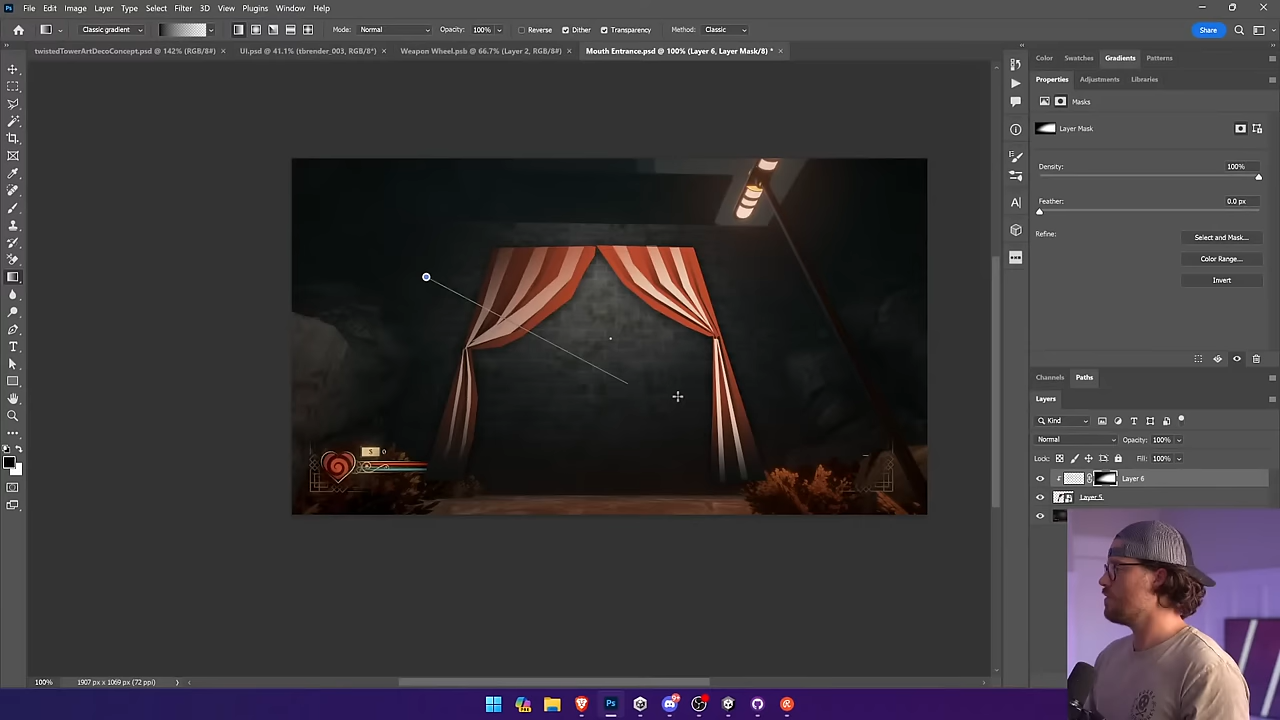 Ps File Edit Image Layer Type Select Filter 3D View Plugins Window Help
Classic gradient Mode: Normal Opacity: 100% Reverse Dither Transparency Method: Classic Share
twistedTowerArtDecoConcept.psd @ 142% (RGB/8#) × UI.psd @ 41.1% (tbrender_003, RGB/8*) × Weapon Wheel.psb @ 66.7% (Layer 2, RGB/8#) × Mouth Entrance.psd @ 100% (Layer 6, Layer Mask/8) * ×
Color Swatches Gradients Patterns
Properties Adjustments Libraries
Masks
Layer Mask
Density: 100%
Feather: 0.0 px
Refine:
Select and Mask...
Color Range...
Invert
Channels Paths
Layers
Kind
Normal Opacity: 100%
Lock: Fill: 100%
Layer 6
Layer 5
100% 1907 px x 1069 px (72 ppi)
Ps